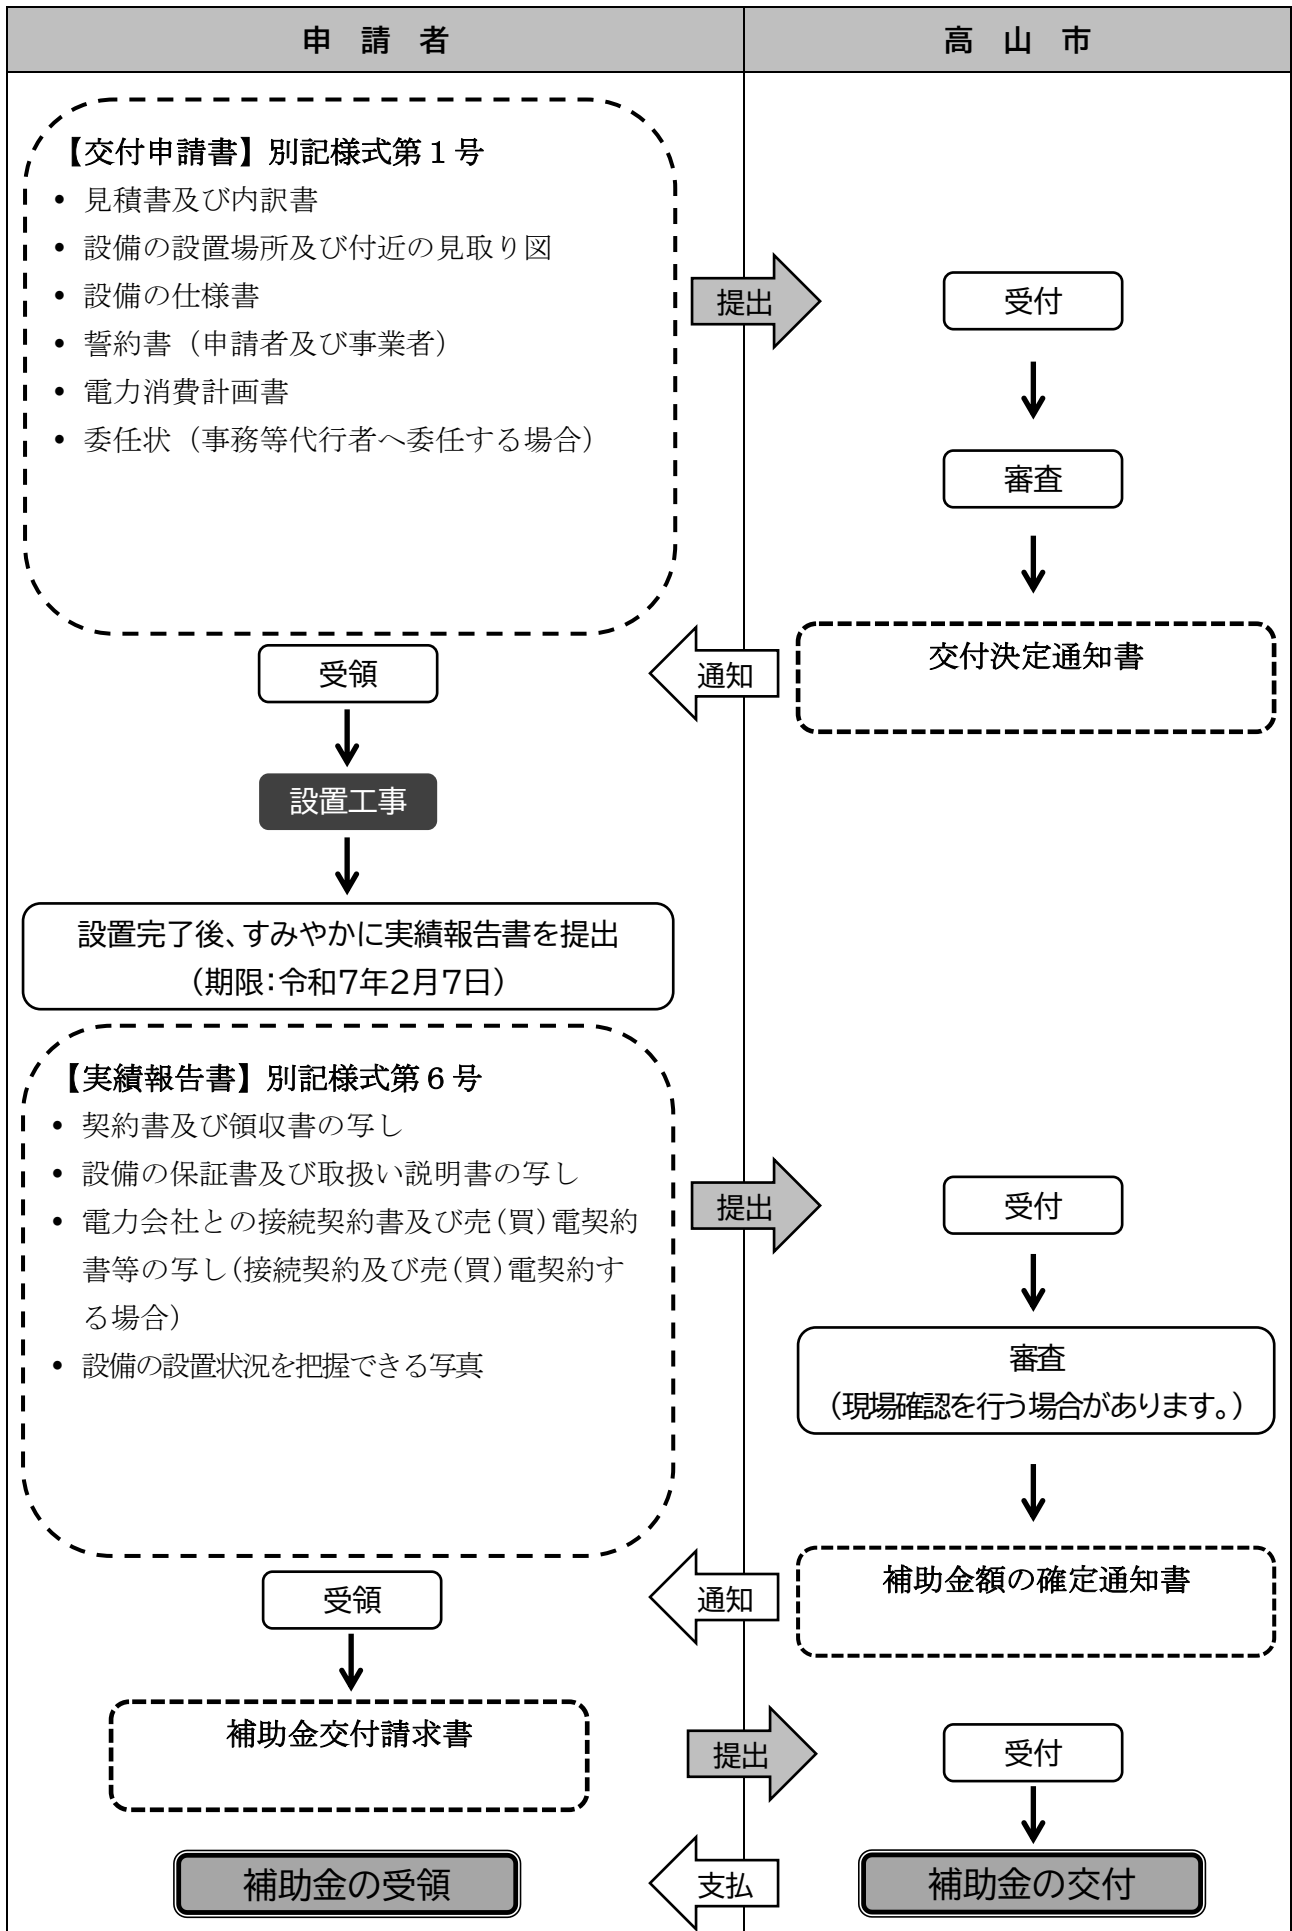 申 請 者
高 山 市
【交付申請書】別記様式第１号
• 見積書及び内訳書
• 設備の設置場所及び付近の見取り図
• 設備の仕様書
• 誓約書（申請者及び事業者）
• 電力消費計画書
• 委任状（事務等代行者へ委任する場合）
提出
受付
審査
交付決定通知書
通知
受領
設置工事
設置完了後、すみやかに実績報告書を提出
（期限：令和7年2月7日）
【実績報告書】別記様式第６号
• 契約書及び領収書の写し
• 設備の保証書及び取扱い説明書の写し
• 電力会社との接続契約書及び売(買)電契約
書等の写し(接続契約及び売(買)電契約す
る場合)
• 設備の設置状況を把握できる写真
提出
受付
審査
（現場確認を行う場合があります。）
補助金額の確定通知書
通知
受領
補助金交付請求書
提出
受付
補助金の交付
支払
補助金の受領